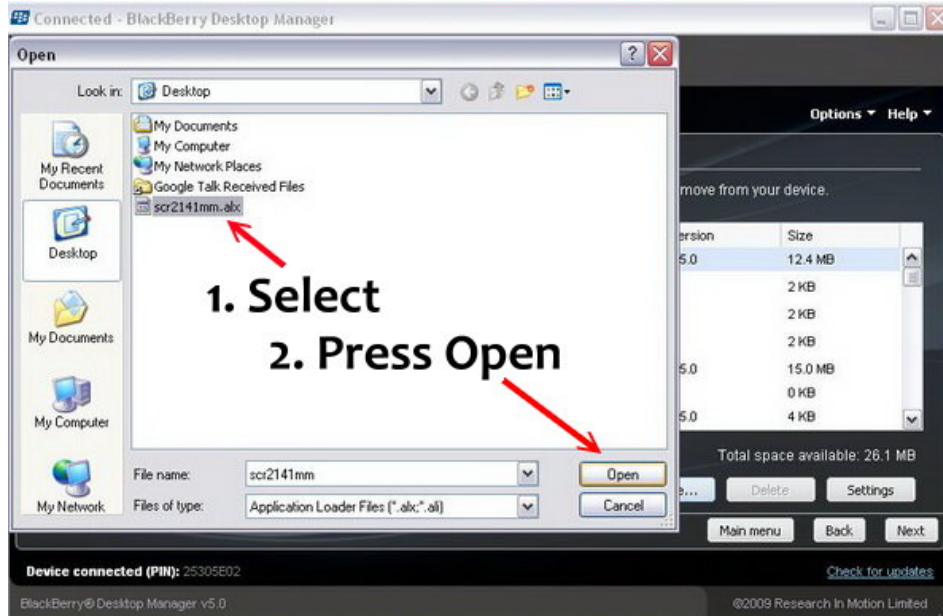 Connected - BlackBerry Desktop Manager
Open
Look in: Desktop
Options Help
My Documents
My Computer
My Network Places
Google Talk Received Files
scr2141mm.alx
My Recent
Documents
Desktop
My Documents
My Computer
My Network
move from your device.
ersion Size
5.0 12.4 MB
2 KB
2 KB
2 KB
5.0 15.0 MB
0 KB
5.0 4 KB
1. Select
2. Press Open
Total space available: 26.1 MB
File name: scr2141mm Open
Files of type: Application Loader Files (*.alx;*.ali) Cancel
... Delete Settings
Main menu Back Next
Device connected (PIN): 25305E02 Check for updates
BlackBerry® Desktop Manager v5.0 ©2009 Research In Motion Limited